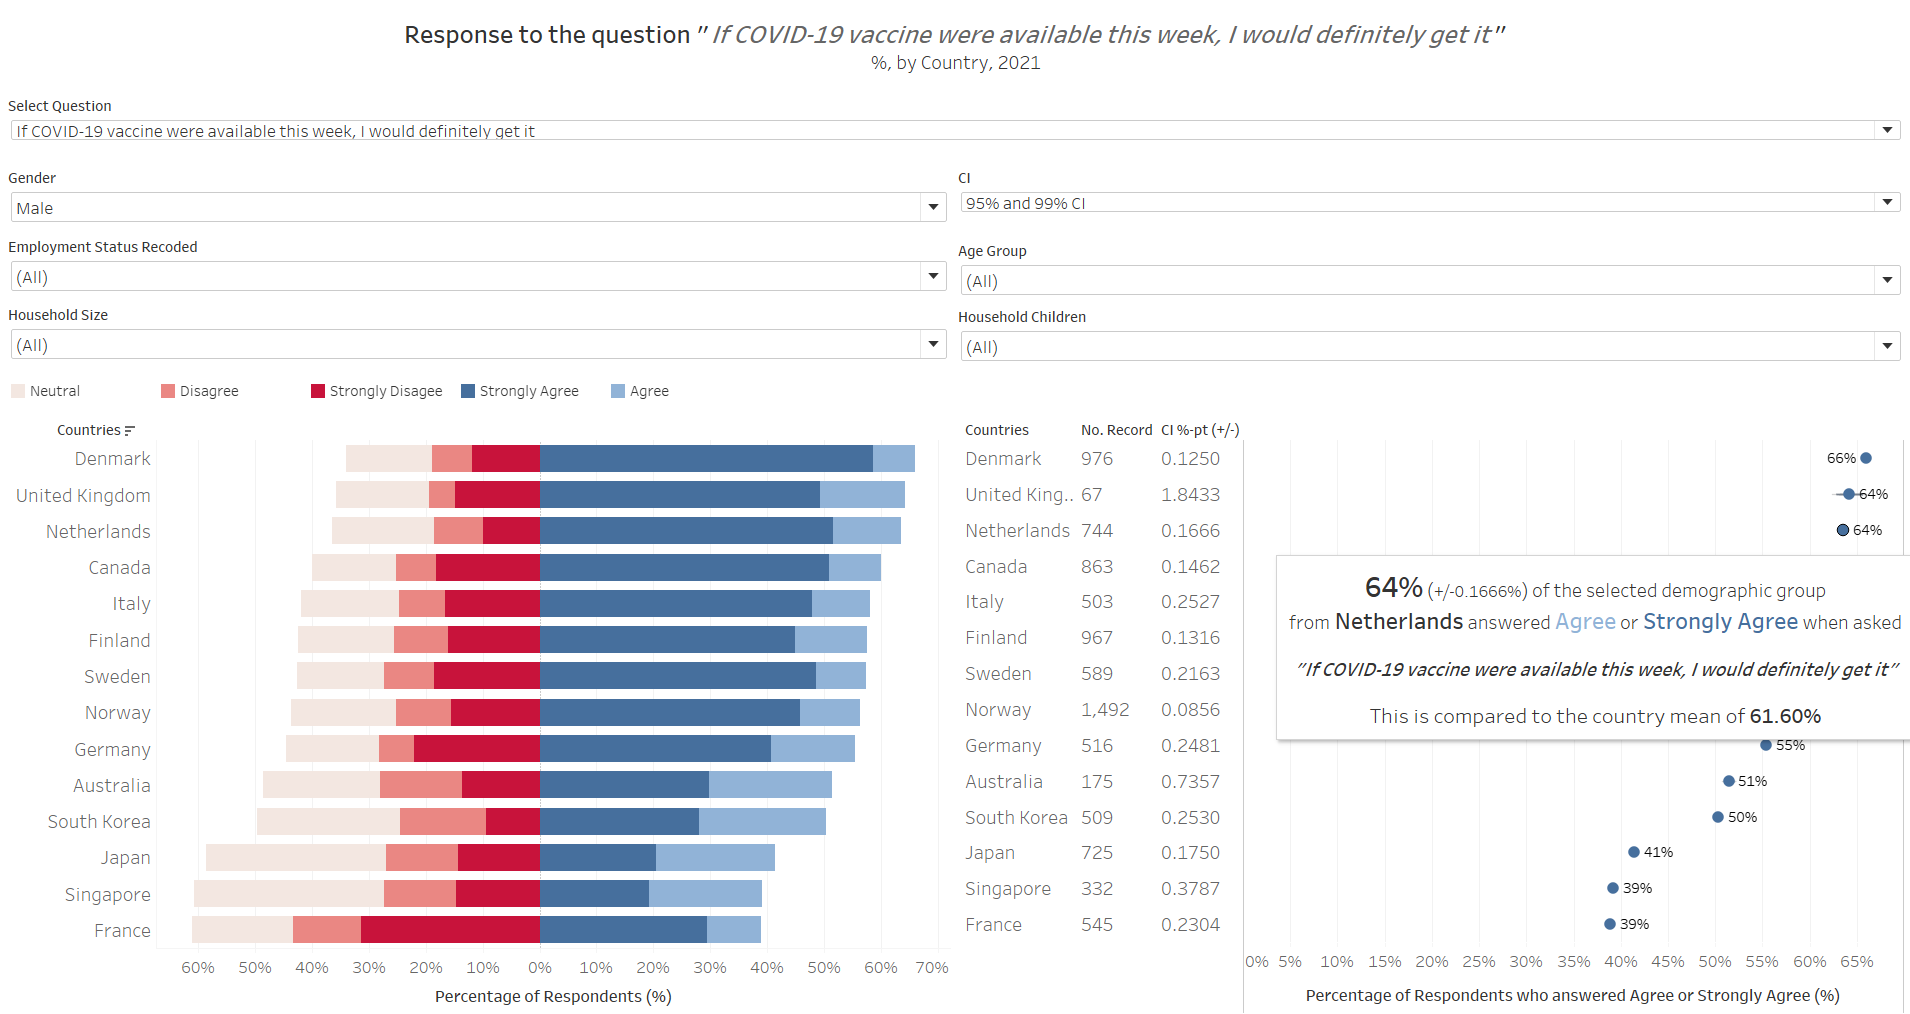 Response to the question " If COVID-19 vaccine were available this week, I would definitely get it"
%, by Country, 2021
Select Question
If COVID-19 vaccine were available this week, I would definitely get it
Gender
CI
Male
95% and 99% CI
Employment Status Recoded
Age Group
(All)
(All)
Household Size
Household Children
(All)
(All)
Neutral Disagree Strongly Disagee Strongly Agree Agree
Countries
Denmark
United Kingdom
Netherlands
Canada
Italy
Finland
Sweden
Norway
Germany
Australia
South Korea
Japan
Singapore
France
60% 50% 40% 30% 20% 10% 0% 10% 20% 30% 40% 50% 60% 70%
Percentage of Respondents (%)
Countries No. Record CI %-pt (+/-)
Denmark 976 0.1250 66%
United King.. 67 1.8433 64%
Netherlands 744 0.1666 64%
Canada 863 0.1462
Italy 503 0.2527
Finland 967 0.1316
Sweden 589 0.2163
Norway 1,492 0.0856
Germany 516 0.2481 55%
Australia 175 0.7357 51%
South Korea 509 0.2530 50%
Japan 725 0.1750 41%
Singapore 332 0.3787 39%
France 545 0.2304 39%
64% (+/-0.1666%) of the selected demographic group
from Netherlands answered Agree or Strongly Agree when asked
"If COVID-19 vaccine were available this week, I would definitely get it"
This is compared to the country mean of 61.60%
0% 5% 10% 15% 20% 25% 30% 35% 40% 45% 50% 55% 60% 65%
Percentage of Respondents who answered Agree or Strongly Agree (%)